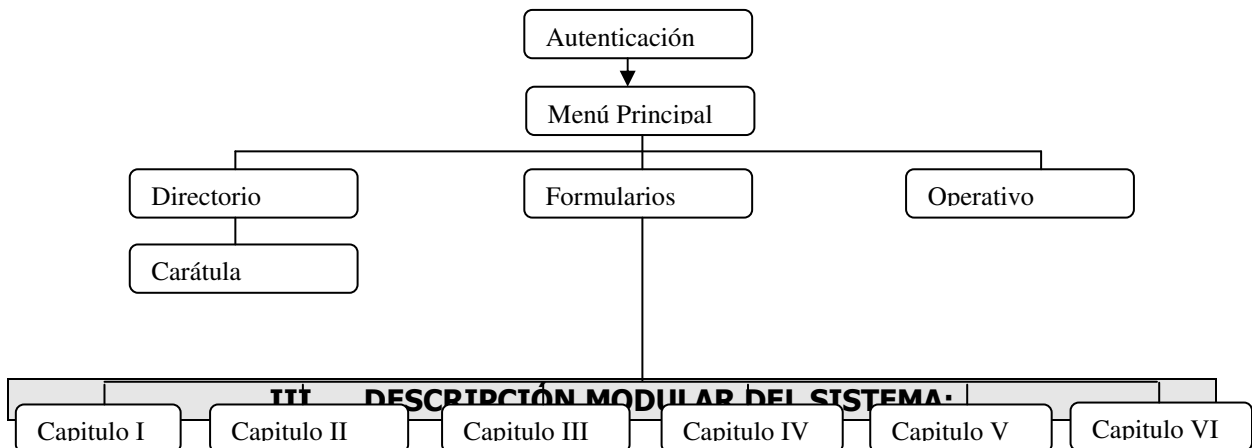 Autenticación
Menú Principal
Directorio Formularios Operativo
Carátula
III. DESCRIPCIÓN MODULAR DEL SISTEMA:
Capitulo I Capitulo II Capitulo III Capitulo IV Capitulo V Capitulo VI